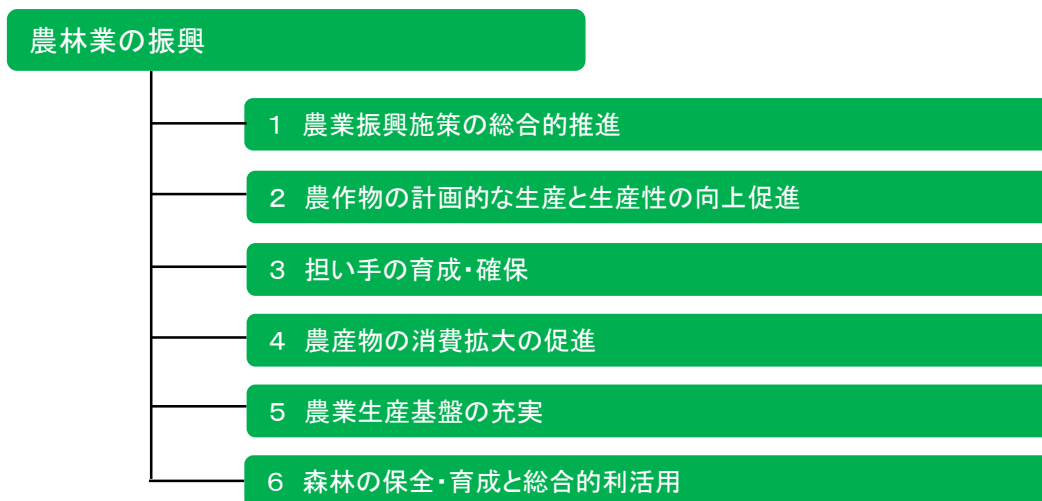 農林業の振興
１ 農業振興施策の総合的推進
２ 農作物の計画的な生産と生産性の向上促進
３ 担い手の育成・確保
４ 農産物の消費拡大の促進
５ 農業生産基盤の充実
６ 森林の保全・育成と総合的利活用